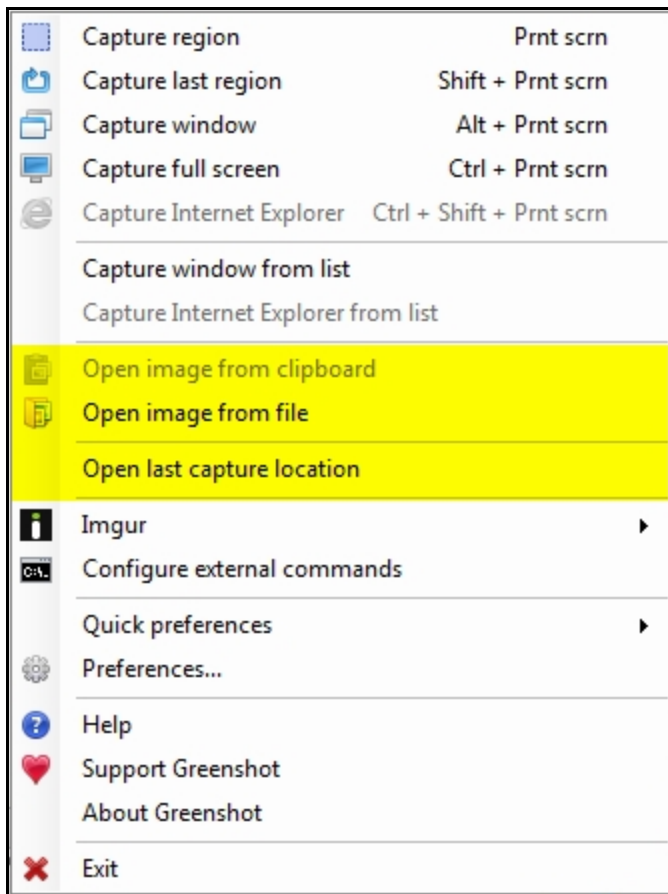 Capture region Prnt scrn
Capture last region Shift + Prnt scrn
Capture window Alt + Prnt scrn
Capture full screen Ctrl + Prnt scrn
Capture Internet Explorer Ctrl + Shift + Prnt scrn
Capture window from list
Capture Internet Explorer from list
Open image from clipboard
Open image from file
Open last capture location
Imgur
C:\. Configure external commands
Quick preferences
Preferences...
Help
Support Greenshot
About Greenshot
Exit